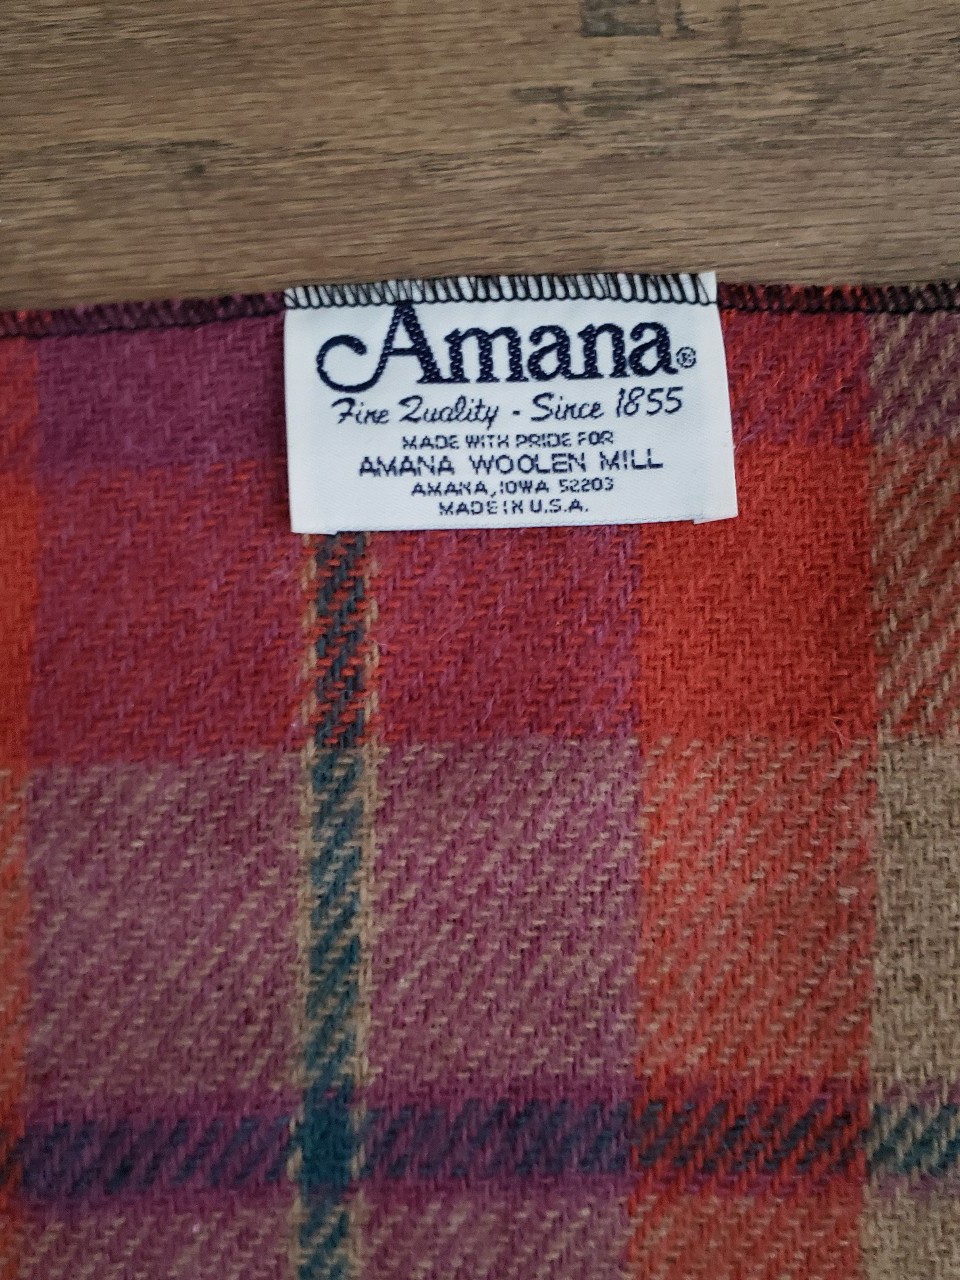 Amana®
Fine Quality - Since 1855
MADE WITH PRIDE FOR
AMANA WOOLEN MILL
AMANA, IOWA 52203
MADE IN U.S.A.